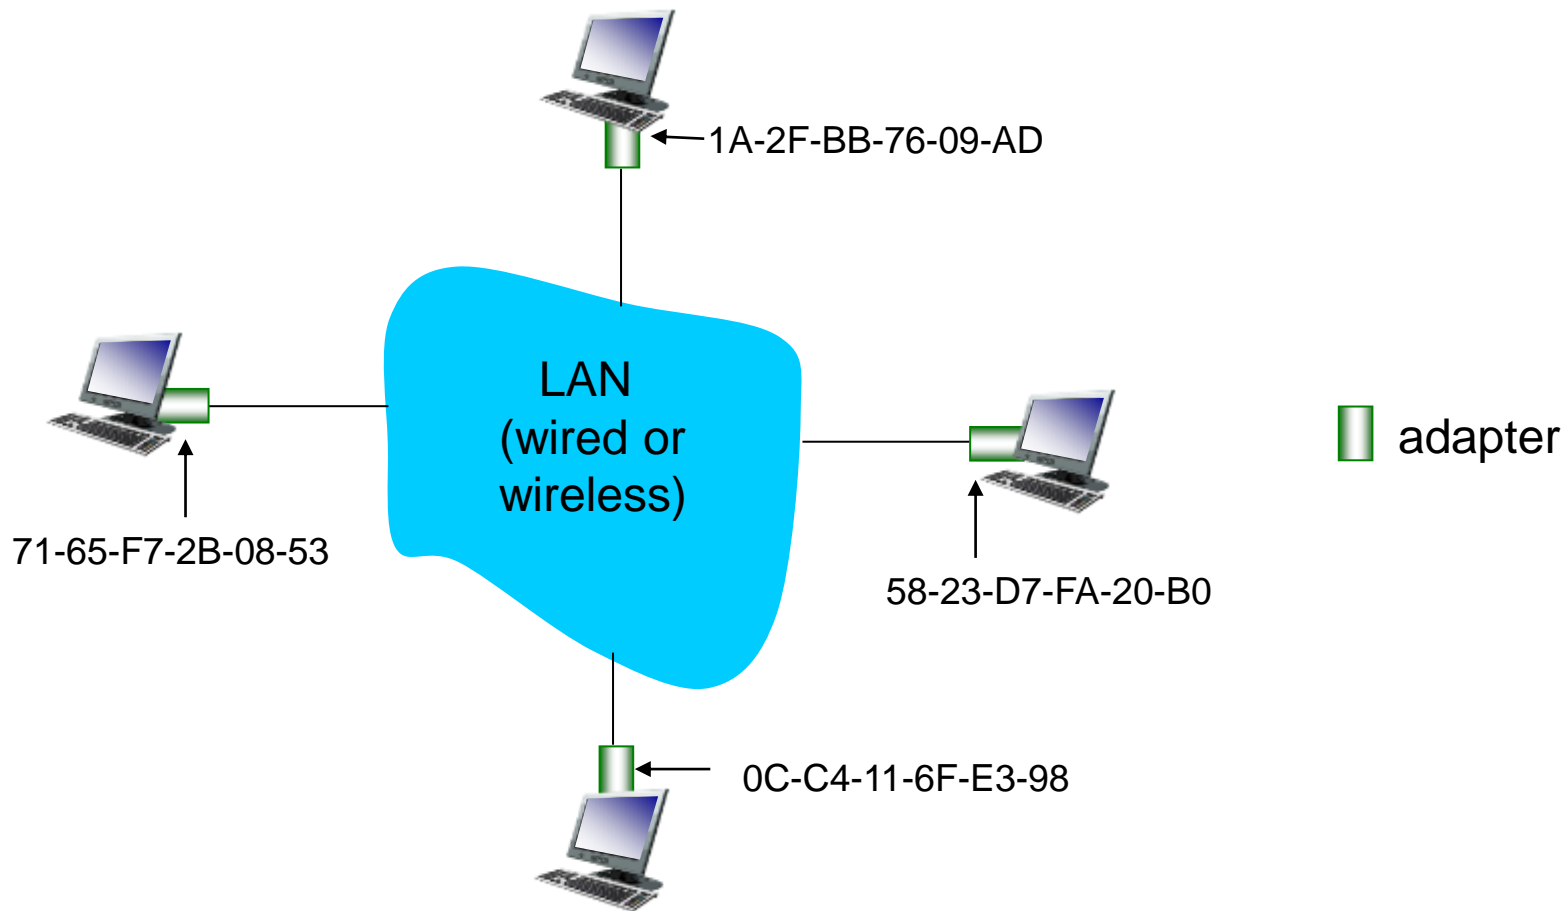 1A-2F-BB-76-09-AD
LAN
(wired or
wireless)
adapter
71-65-F7-2B-08-53
58-23-D7-FA-20-B0
0C-C4-11-6F-E3-98